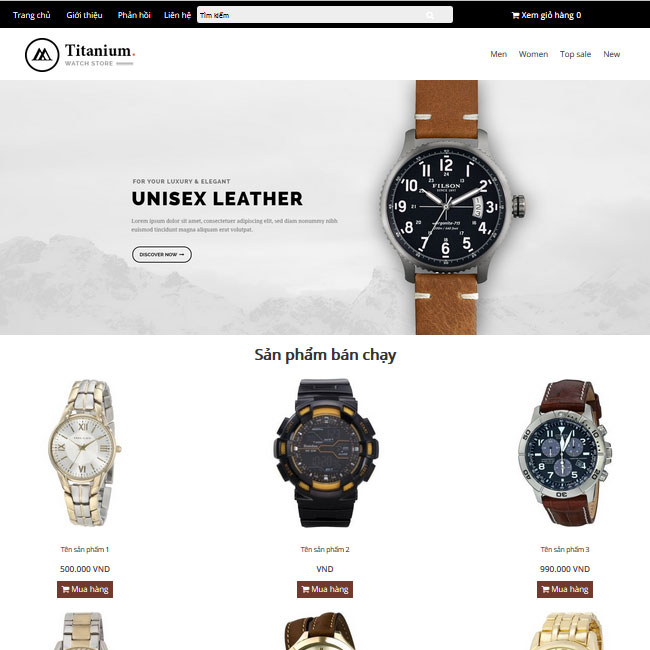 Trang chủ Giới thiệu Phản hồi Liên hệ Tìm kiếm Xem giỏ hàng 0
Titanium.
WATCH STORE
Men Women Top sale New
FOR YOUR LUXURY & ELEGANT
UNISEX LEATHER
Lorem ipsum dolor sit amet, consectetuer adipiscing elit, sed diam nonummy nibh
euismod tincidunt magna aliquam erat volutpat.
DISCOVER NOW
FILSON
SINCE 1897
Sản phẩm bán chạy
Tên sản phẩm 1 Tên sản phẩm 2 Tên sản phẩm 3
500.000 VND VND 990.000 VND
Mua hàng Mua hàng Mua hàng